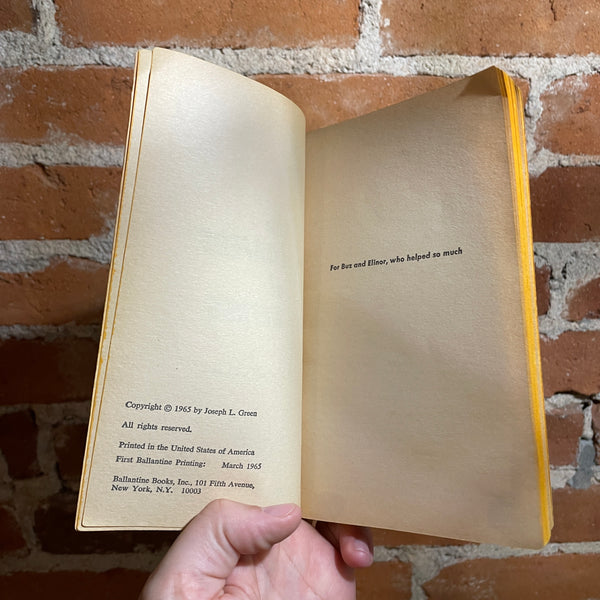 Copyright © 1965 by Joseph L. Green
All rights reserved.
Printed in the United States of America
First Ballantine Printing: March 1965
Ballantine Books, Inc., 101 Fifth Avenue,
New York, N.Y. 10003
For Buz and Elinor, who helped so much